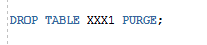 DROP TABLE XXX1 PURGE;